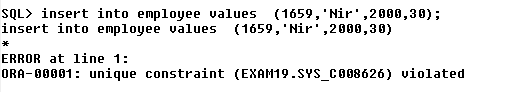 SQL> insert into employee values  (1659,'Nir',2000,30);
insert into employee values  (1659,'Nir',2000,30)
*
ERROR at line 1:
ORA-00001: unique constraint (EXAM19.SYS_C008626) violated